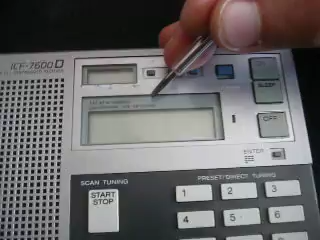 ICF-7600D
SLEEP
OFF
ENTER
PRESET/DIRECT TUNING
SCAN TUNING
START
STOP
1 2 3
4 5 6